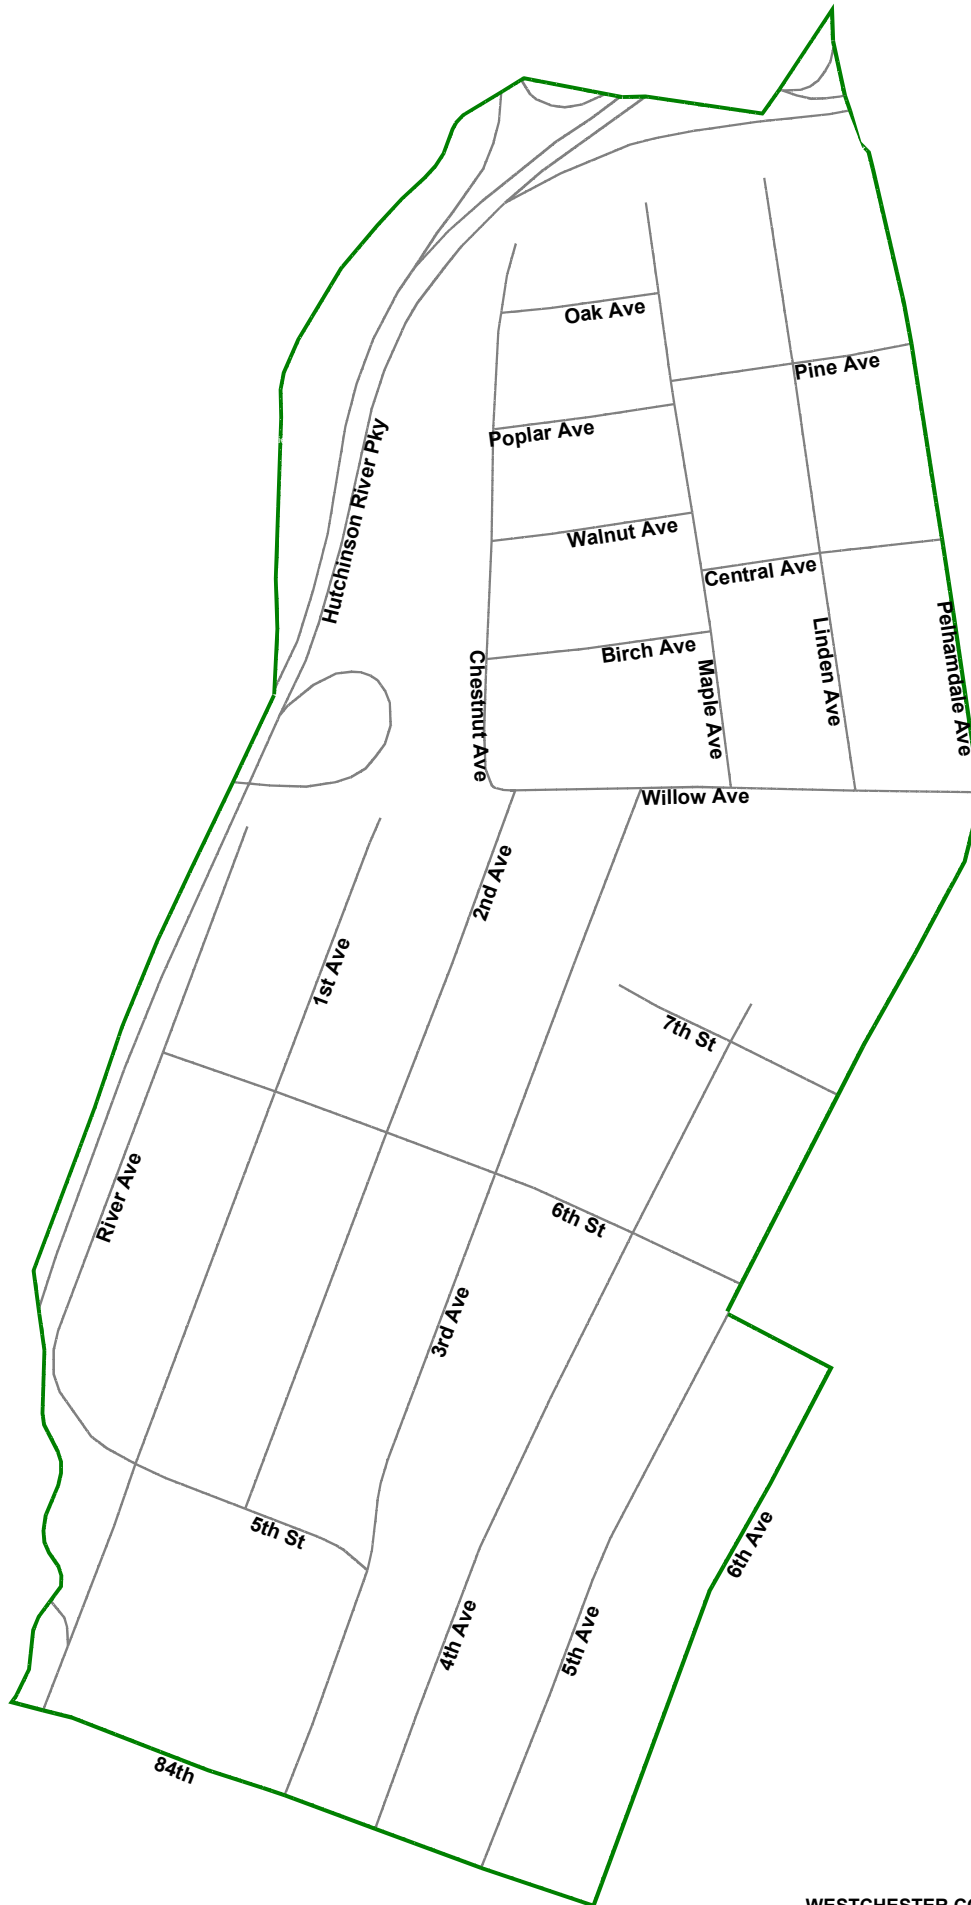 Oak Ave
Pine Ave
Poplar Ave
Hutchinson River Pky
Walnut Ave
Central Ave
Linden Ave
Pelhamdale Ave
Birch Ave
Chestnut Ave
Maple Ave
Willow Ave
2nd Ave
1st Ave
7th St
River Ave
6th St
3rd Ave
5th St
6th Ave
4th Ave
5th Ave
84th
WESTCHESTER CO